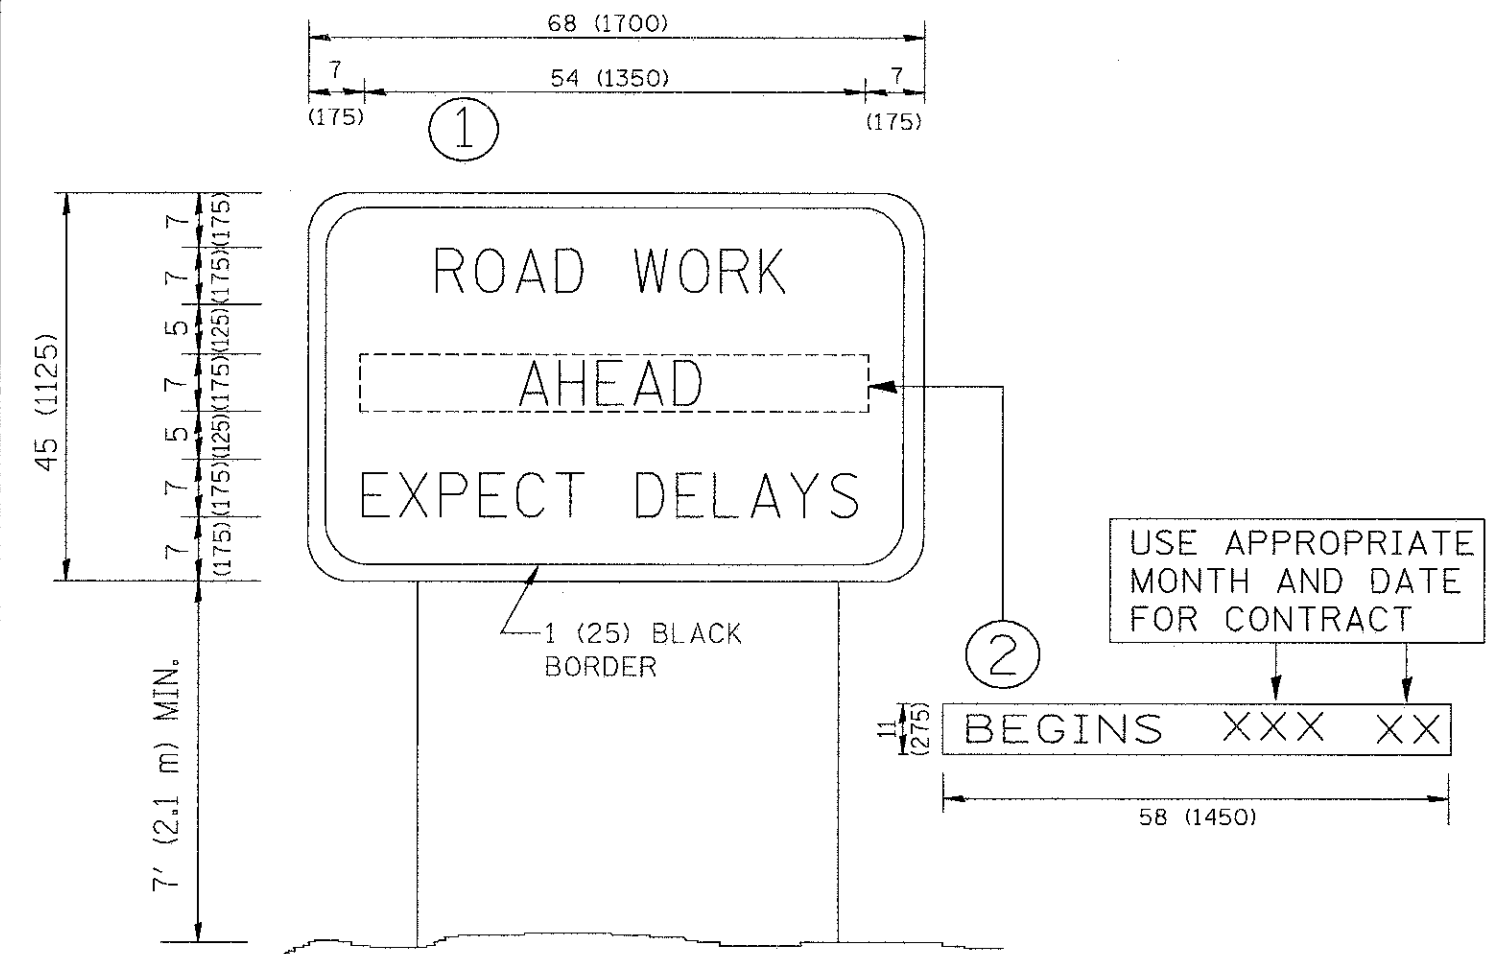 68 (1700)
7
54 (1350)
7
(175)
(175)
1
45 (1125)
7 (175)
7 (175)
5 (125)
7 (175)
5 (125)
7 (175)
7 (175)
ROAD WORK
AHEAD
EXPECT DELAYS
1 (25) BLACK
BORDER
7' (2.1 m) MIN.
USE APPROPRIATE
MONTH AND DATE
FOR CONTRACT
2
11
(275)
BEGINS XXX XX
58 (1450)